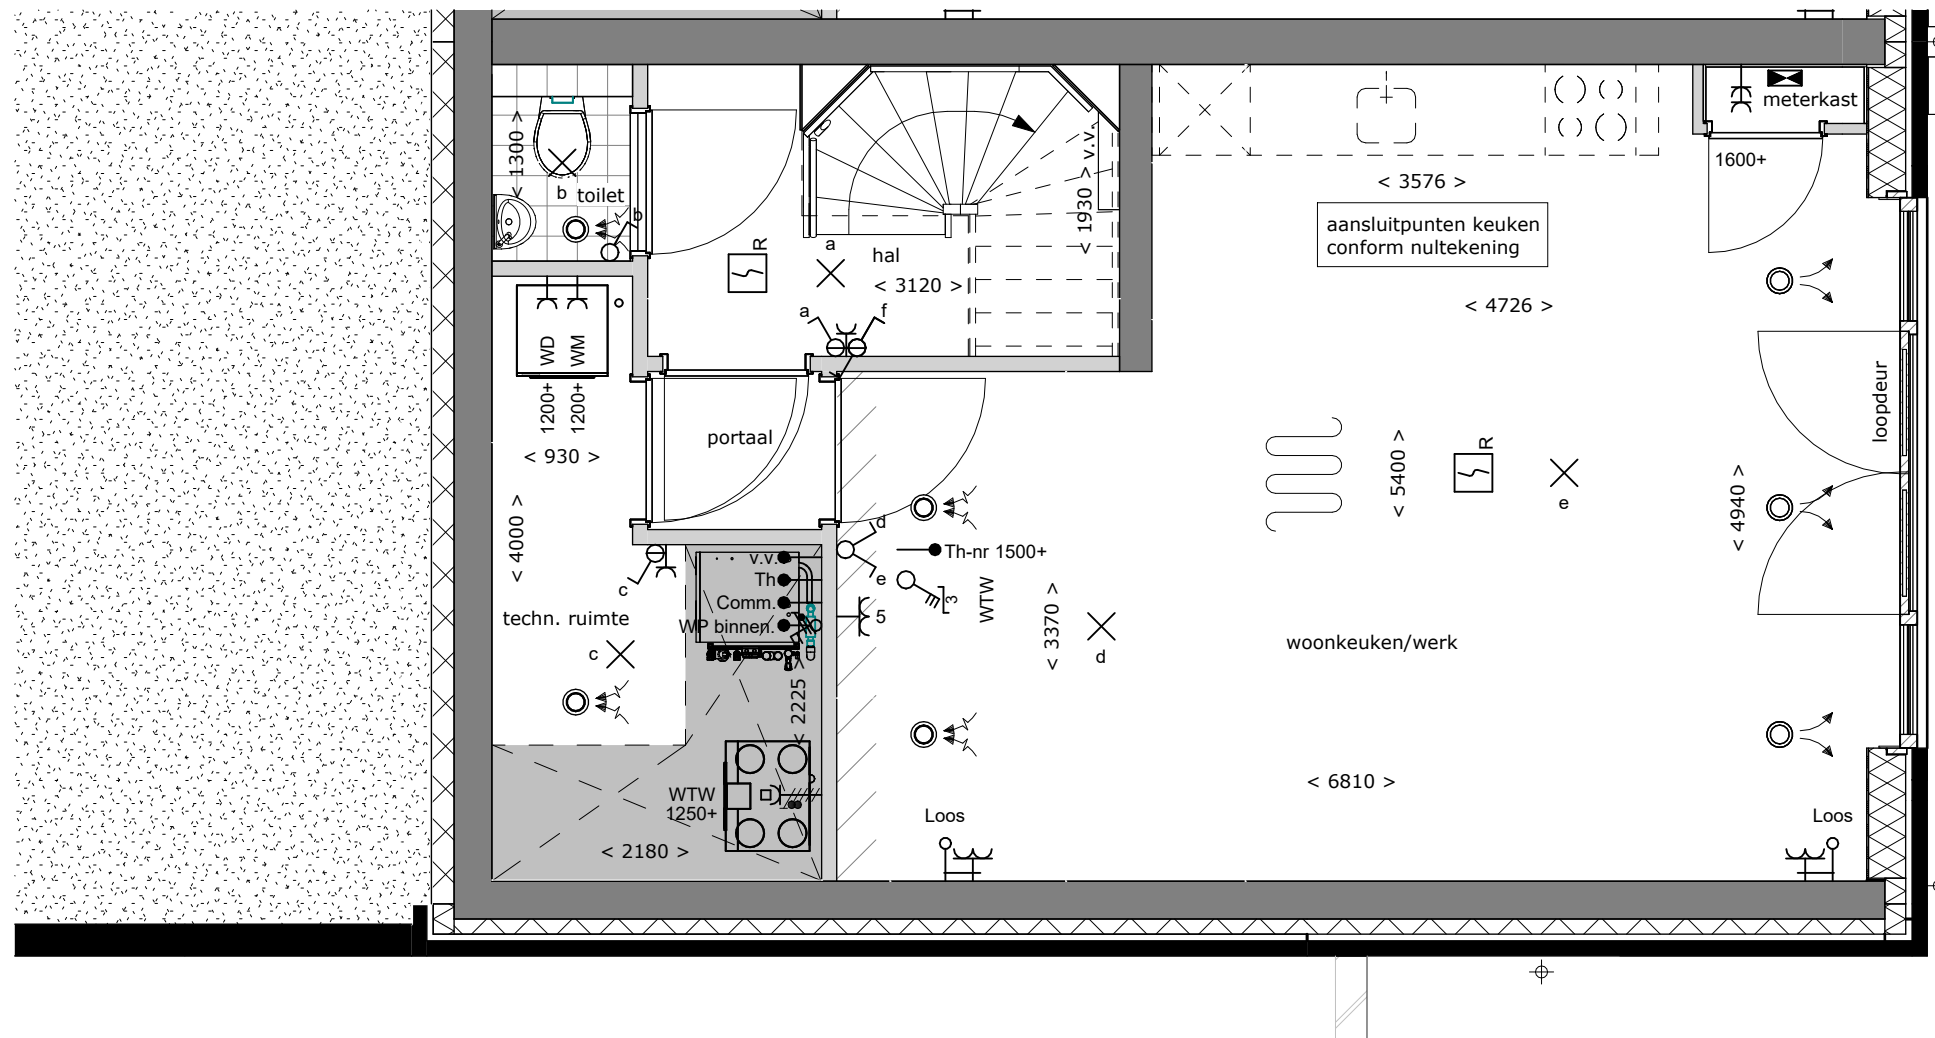 meterkast
< 1300 >
b
toilet
b
1600+
< 1930 > v.v.
< 3576 >
aansluitpunten keuken
conform nultekening
R
a
hal
< 3120 >
< 4726 >
a
f
WD
WM
1200+
1200+
portaal
< 930 >
loopdeur
R
< 5400 >
< 4940 >
e
< 4000 >
d
Th-nr 1500+
v.v.
Th
Comm.
WP binnen.
e
3
WTW
5
c
techn. ruimte
c
< 3370 >
d
woonkeuken/werk
< 2225 >
WTW
1250+
< 6810 >
Loos
Loos
< 2180 >